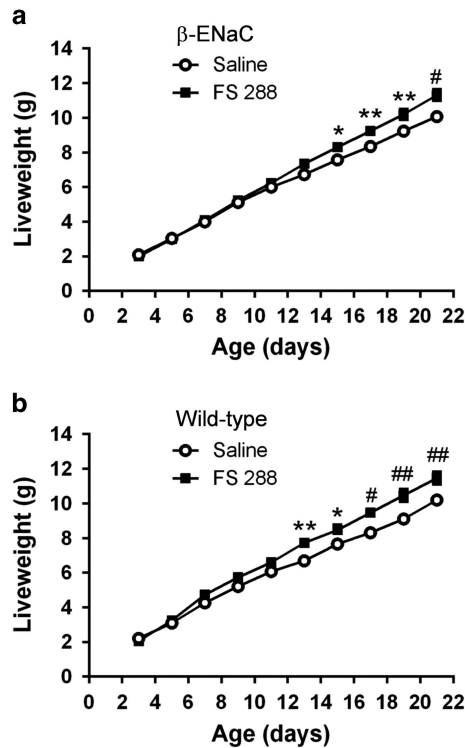 a
β-ENaC
Saline
FS 288
Liveweight (g)
14
12
10
8
6
4
2
0
* ** ** #
0 2 4 6 8 10 12 14 16 18 20 22
Age (days)
b
Wild-type
Saline
FS 288
Liveweight (g)
14
12
10
8
6
4
2
0
** * # ## ##
0 2 4 6 8 10 12 14 16 18 20 22
Age (days)